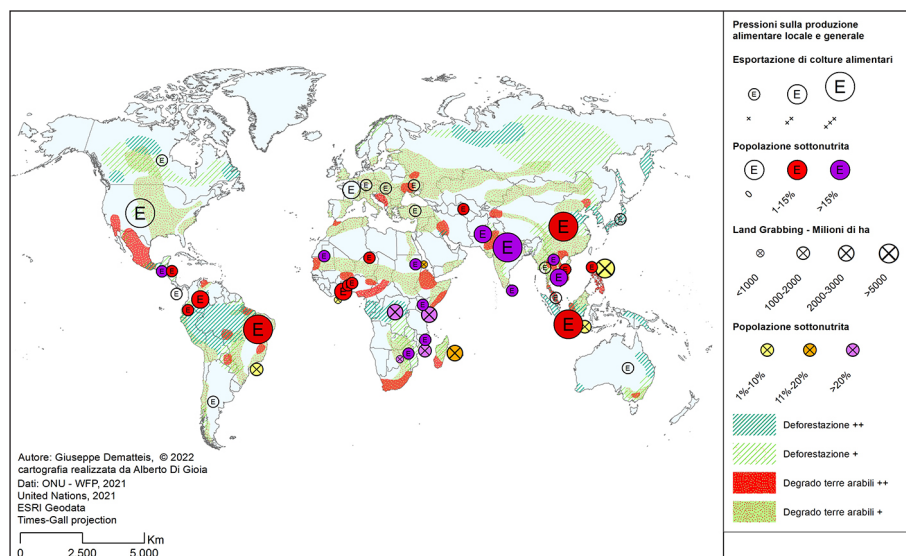 Pressioni sulla produzione
alimentare locale e generale
Esportazione di colture alimentari
E E E
× ×× ×××
Popolazione sottonutrita
E E E
0 1-15% >15%
Land Grabbing - Milioni di ha
<1000 1000-2000 2000-3000 >5000
Popolazione sottonutrita
1%-10% 11%-20% >20%
Deforestazione ++
Deforestazione +
Degrado terre arabili ++
Degrado terre arabili +
Autore: Giuseppe Dematteis, © 2022
cartografia realizzata da Alberto Di Gioia
Dati: ONU - WFP, 2021
United Nations, 2021
ESRI Geodata
Times-Gall projection
Km
0 2.500 5.000